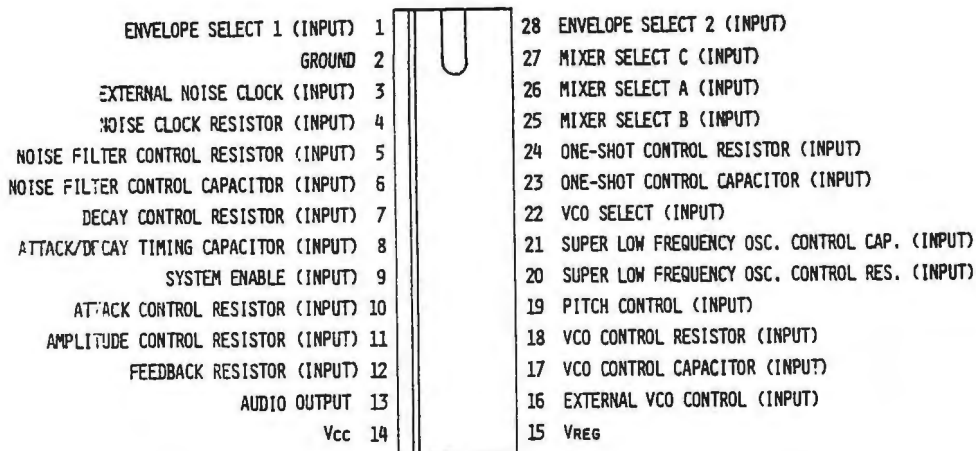 ENVELOPE SELECT 1 (INPUT) 1
GROUND 2
EXTERNAL NOISE CLOCK (INPUT) 3
NOISE CLOCK RESISTOR (INPUT) 4
NOISE FILTER CONTROL RESISTOR (INPUT) 5
NOISE FILTER CONTROL CAPACITOR (INPUT) 6
DECAY CONTROL RESISTOR (INPUT) 7
ATTACK/DECAY TIMING CAPACITOR (INPUT) 8
SYSTEM ENABLE (INPUT) 9
ATTACK CONTROL RESISTOR (INPUT) 10
AMPLITUDE CONTROL RESISTOR (INPUT) 11
FEEDBACK RESISTOR (INPUT) 12
AUDIO OUTPUT 13
Vcc 14
28 ENVELOPE SELECT 2 (INPUT)
27 MIXER SELECT C (INPUT)
26 MIXER SELECT A (INPUT)
25 MIXER SELECT B (INPUT)
24 ONE-SHOT CONTROL RESISTOR (INPUT)
23 ONE-SHOT CONTROL CAPACITOR (INPUT)
22 VCO SELECT (INPUT)
21 SUPER LOW FREQUENCY OSC. CONTROL CAP. (INPUT)
20 SUPER LOW FREQUENCY OSC. CONTROL RES. (INPUT)
19 PITCH CONTROL (INPUT)
18 VCO CONTROL RESISTOR (INPUT)
17 VCO CONTROL CAPACITOR (INPUT)
16 EXTERNAL VCO CONTROL (INPUT)
15 VREG